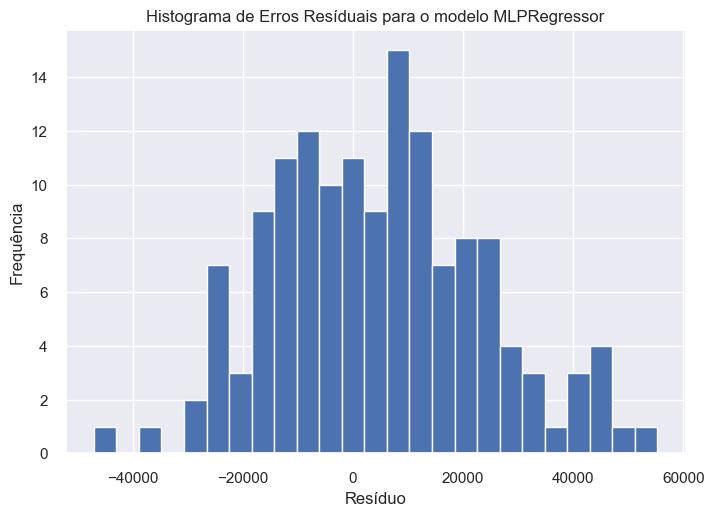 Histograma de Erros Resíduais para o modelo MLPRegressor
Frequência
14
12
10
8
6
4
2
0
−40000 −20000 0 20000 40000 60000
Resíduo